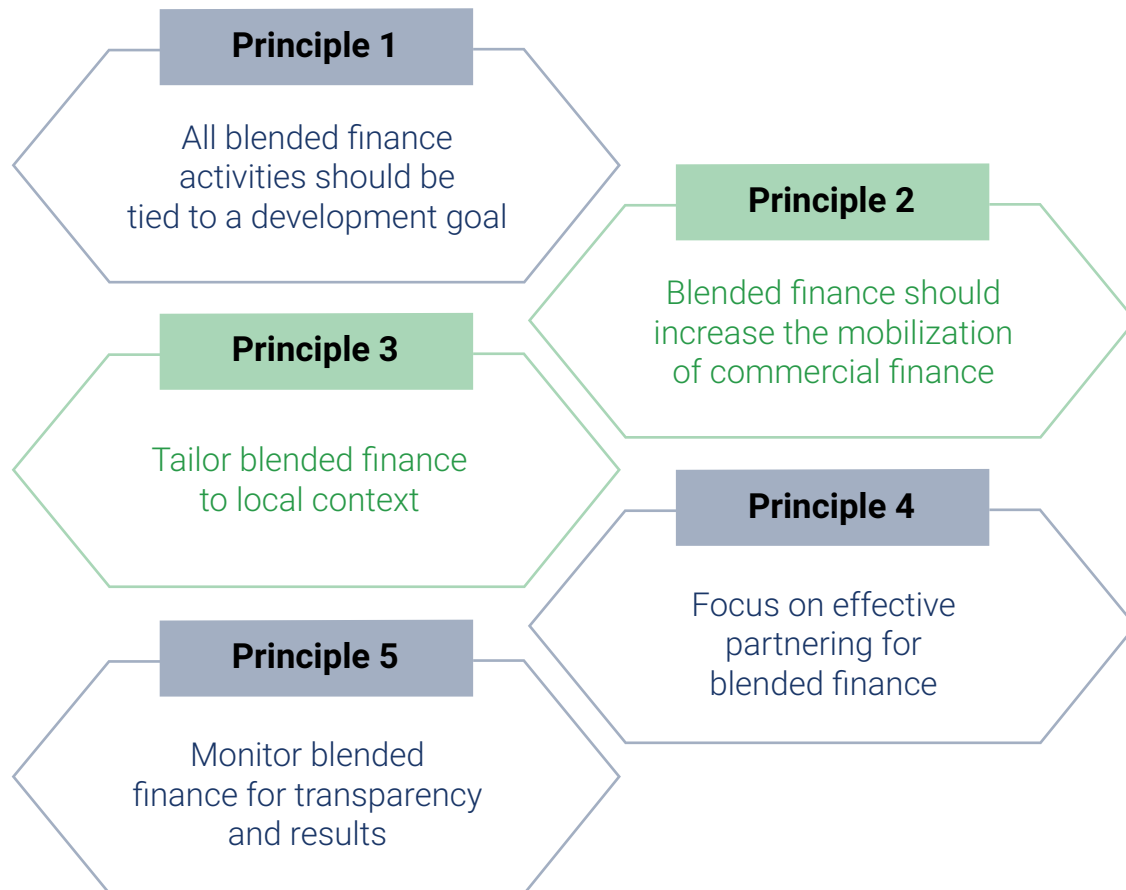 Principle 1
All blended finance
activities should be
tied to a development goal
Principle 2
Blended finance should
increase the mobilization
of commercial finance
Principle 3
Tailor blended finance
to local context
Principle 4
Focus on effective
partnering for
blended finance
Principle 5
Monitor blended
finance for transparency
and results